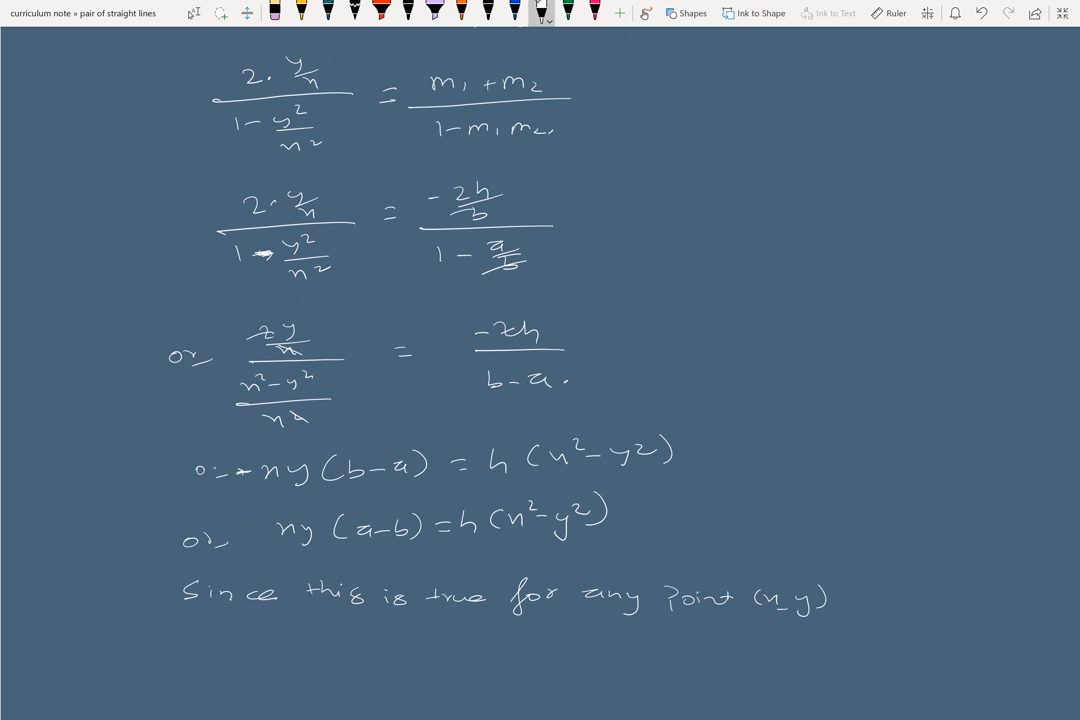 curriculum note » pair of straight lines
Shapes Ink to Shape Ink to Text Ruler
2. y/x / (1 - y²/x²) = (m₁ + m₂) / (1 - m₁ m₂)
2. y/x / (1 - y²/x²) = (-2h/b) / (1 - a/b)
or (2y/x) / ((x² - y²)/x²) = -2h / (b - a)
or - xy (b - a) = h (x² - y²)
or xy (a - b) = h (x² - y²)
Since this is true for any point (x, y)